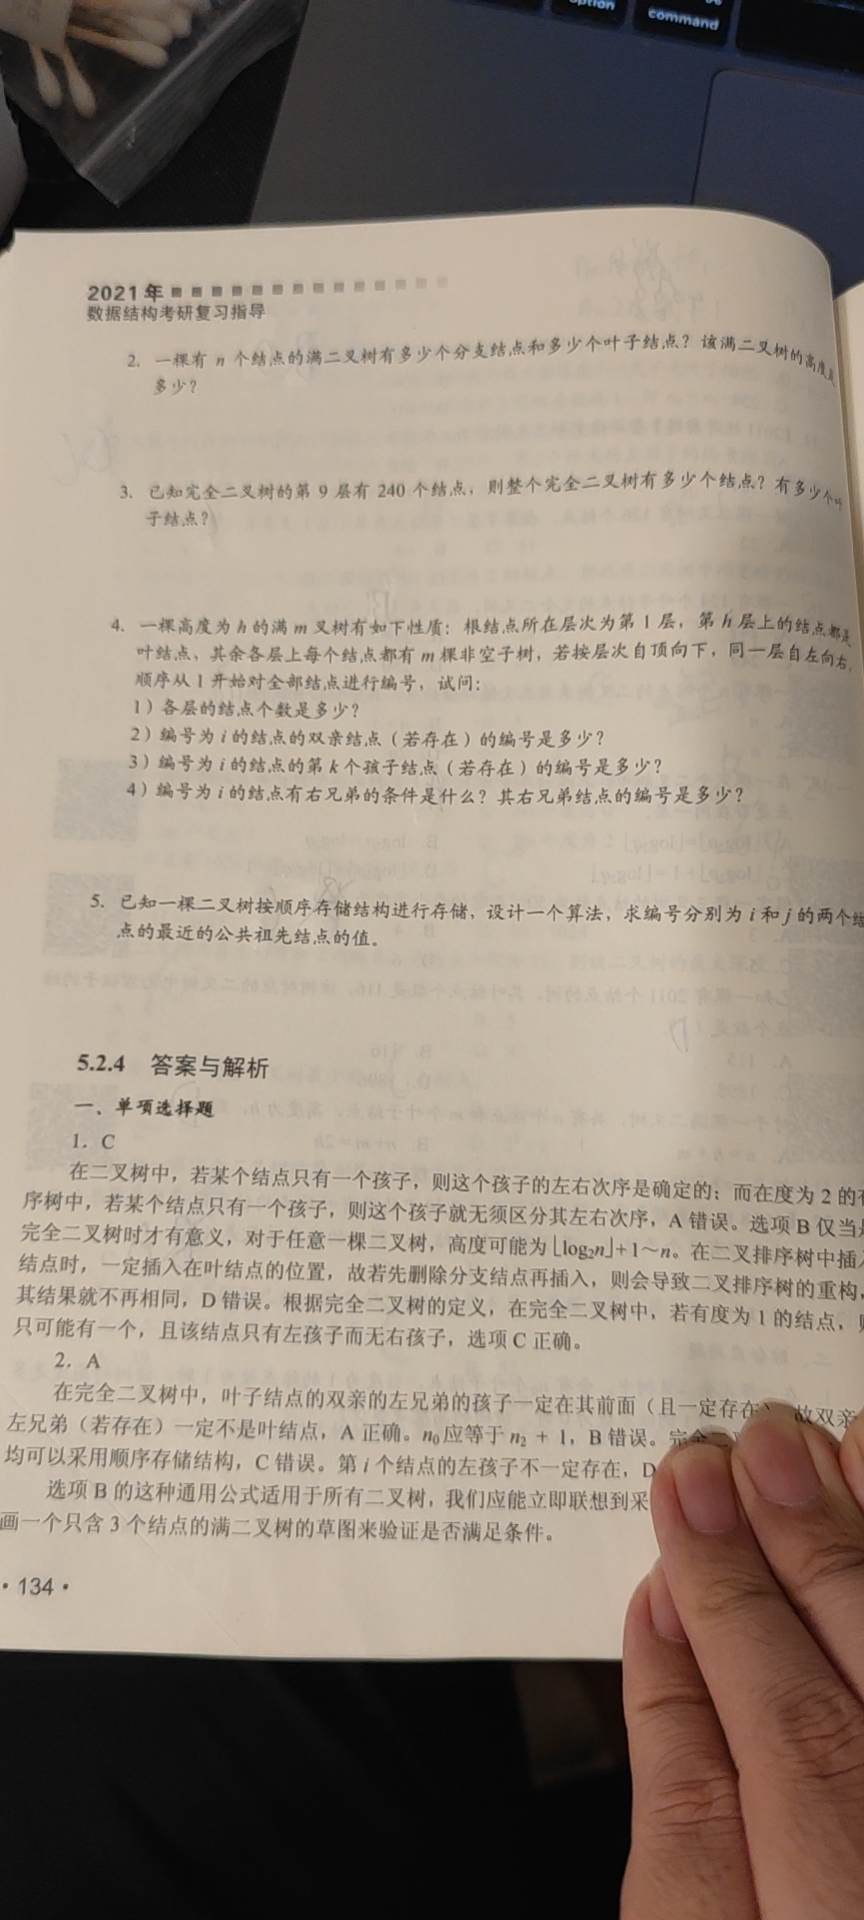 option
command
2021年
数据结构考研复习指导
2. 一棵有 n 个结点的满二叉树有多少个分支结点和多少个叶子结点？该满二叉树的高度是
多少？
3. 已知完全二叉树的第 9 层有 240 个结点，则整个完全二叉树有多少个结点？有多少个叶
子结点？
4. 一棵高度为 h 的满 m 叉树有如下性质：根结点所在层次为第 1 层，第 h 层上的结点都是
叶结点，其余各层上每个结点都有 m 棵非空子树，若按层次自顶向下，同一层自左向右，
顺序从 1 开始对全部结点进行编号，试问：
1）各层的结点个数是多少？
2）编号为 i 的结点的双亲结点（若存在）的编号是多少？
3）编号为 i 的结点的第 k 个孩子结点（若存在）的编号是多少？
4）编号为 i 的结点有右兄弟的条件是什么？其右兄弟结点的编号是多少？
5. 已知一棵二叉树按顺序存储结构进行存储，设计一个算法，求编号分别为 i 和 j 的两个结
点的最近的公共祖先结点的值。
5.2.4 答案与解析
一、单项选择题
1. C
在二叉树中，若某个结点只有一个孩子，则这个孩子的左右次序是确定的；而在度为 2 的有
序树中，若某个结点只有一个孩子，则这个孩子就无须区分其左右次序，A 错误。选项 B 仅当是
完全二叉树时才有意义，对于任意一棵二叉树，高度可能为⌊log₂n⌋+1～n。在二叉排序树中插入
结点时，一定插入在叶结点的位置，故若先删除分支结点再插入，则会导致二叉排序树的重构，
其结果就不再相同，D 错误。根据完全二叉树的定义，在完全二叉树中，若有度为 1 的结点，则
只可能有一个，且该结点只有左孩子而无右孩子，选项 C 正确。
2. A
在完全二叉树中，叶子结点的双亲的左兄弟的孩子一定在其前面（且一定存在），故双亲
左兄弟（若存在）一定不是叶结点，A 正确。n₀应等于 n₂ + 1，B 错误。完全二
均可以采用顺序存储结构，C 错误。第 i 个结点的左孩子不一定存在，D
选项 B 的这种通用公式适用于所有二叉树，我们应能立即联想到采
画一个只含 3 个结点的满二叉树的草图来验证是否满足条件。
· 134 ·